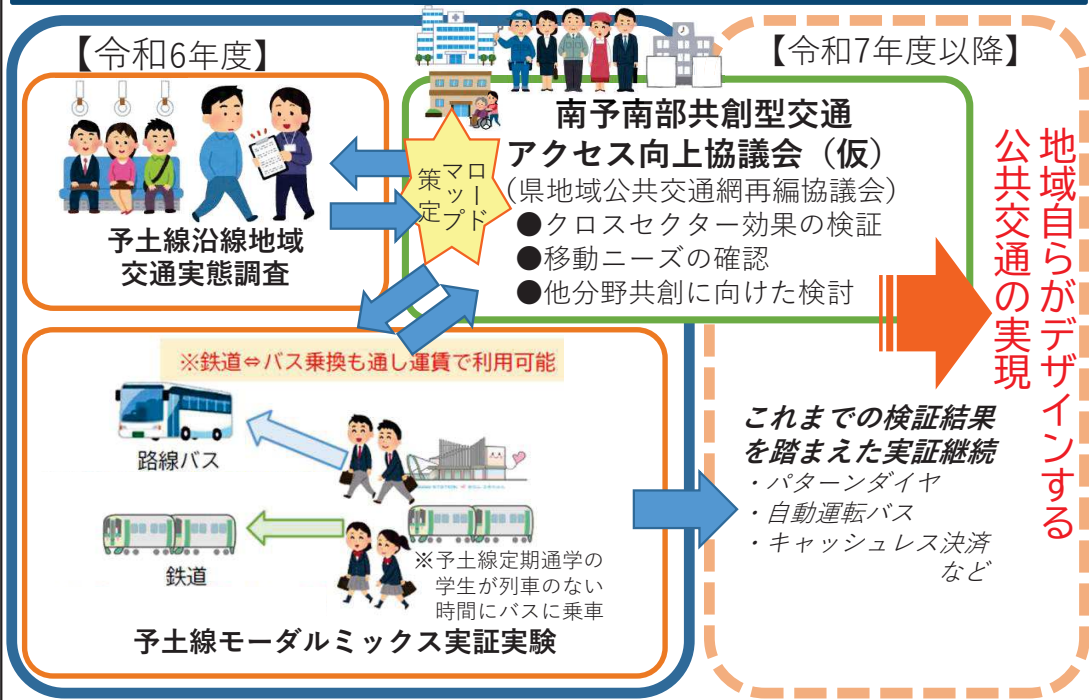 【令和6年度】
【令和7年度以降】
予土線沿線地域
交通実態調査
ロードマップ策定
南予南部共創型交通
アクセス向上協議会（仮）
(県地域公共交通網再編協議会)
●クロスセクター効果の検証
●移動ニーズの確認
●他分野共創に向けた検討
地域自らがデザインする
公共交通の実現
※鉄道⇔バス乗換も通し運賃で利用可能
路線バス
鉄道
※予土線定期通学の
学生が列車のない
時間にバスに乗車
予土線モーダルミックス実証実験
これまでの検証結果
を踏まえた実証継続
・パターンダイヤ
・自動運転バス
・キャッシュレス決済
など